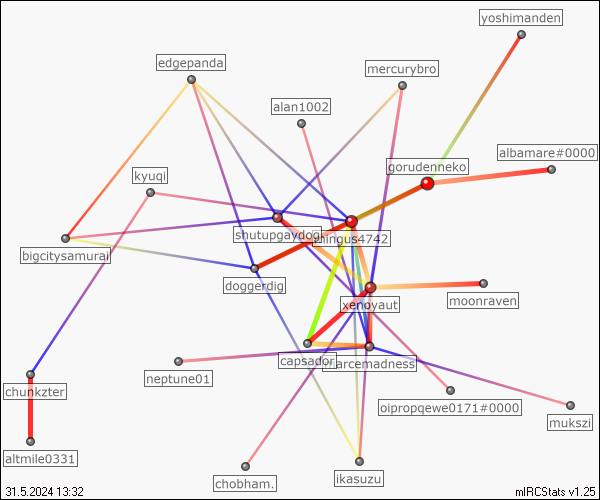 yoshimanden
edgepanda
mercurybro
alan1002
albamare#0000
gorudenneko
kyuqi
shutupgaydog
mingus4742
bigcitysamurai
doggerdig
xenoyaut
moonraven
capsador
marcemadness
neptune01
chunkzter
oipropqewe0171#0000
mukszi
altmile0331
chobham.
ikasuzu
31.5.2024 13:32
mIRCStats v1.25